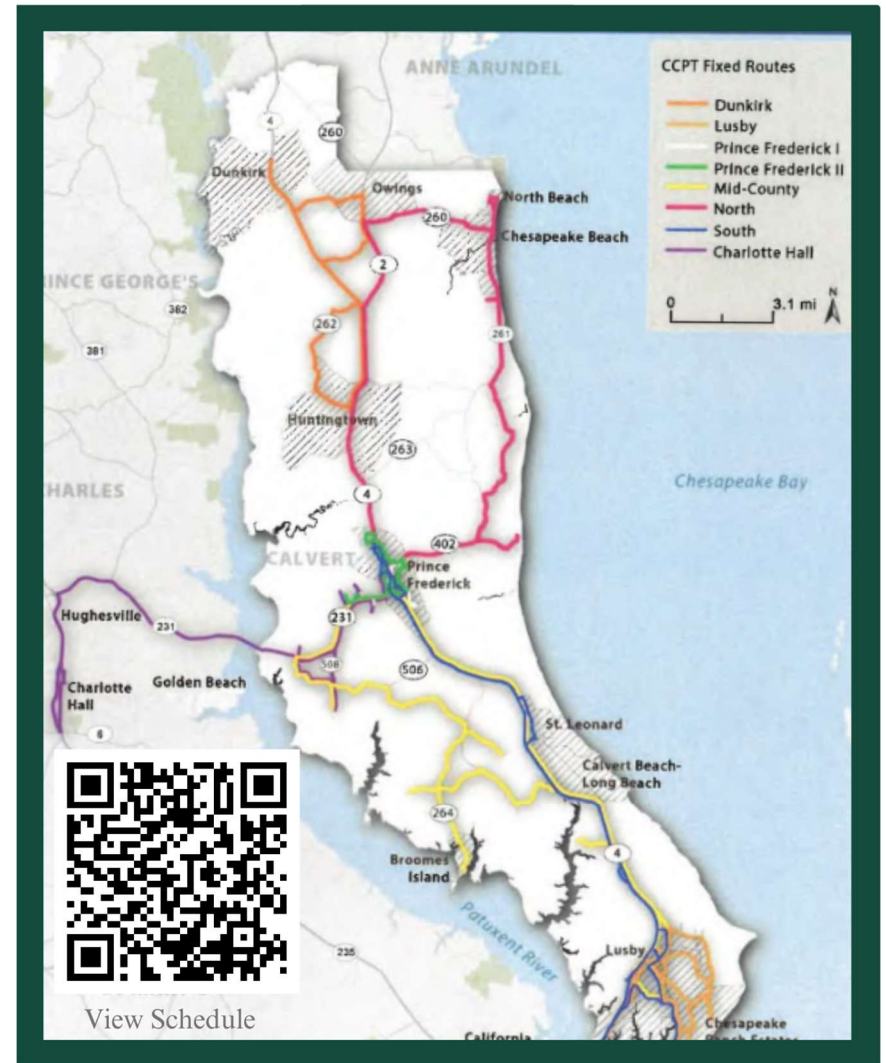 ANNE ARUNDEL
CCPT Fixed Routes
Dunkirk
Lusby
Prince Frederick I
Prince Frederick II
Mid-County
North
South
Charlotte Hall
0 3.1 mi
N
4
260
Dunkirk
Owings
North Beach
260
Chesapeake Beach
2
INCE GEORGE'S
382
262
261
381
Huntingtown
263
HARLES
4
Chesapeake Bay
402
CALVERT
Prince
Frederick
Hughesville
231
231
508
506
Golden Beach
Charlotte
Hall
6
St. Leonard
Calvert Beach-
Long Beach
264
4
Broomes
Island
Patuxent River
235
Lusby
View Schedule
California
Chesapeake